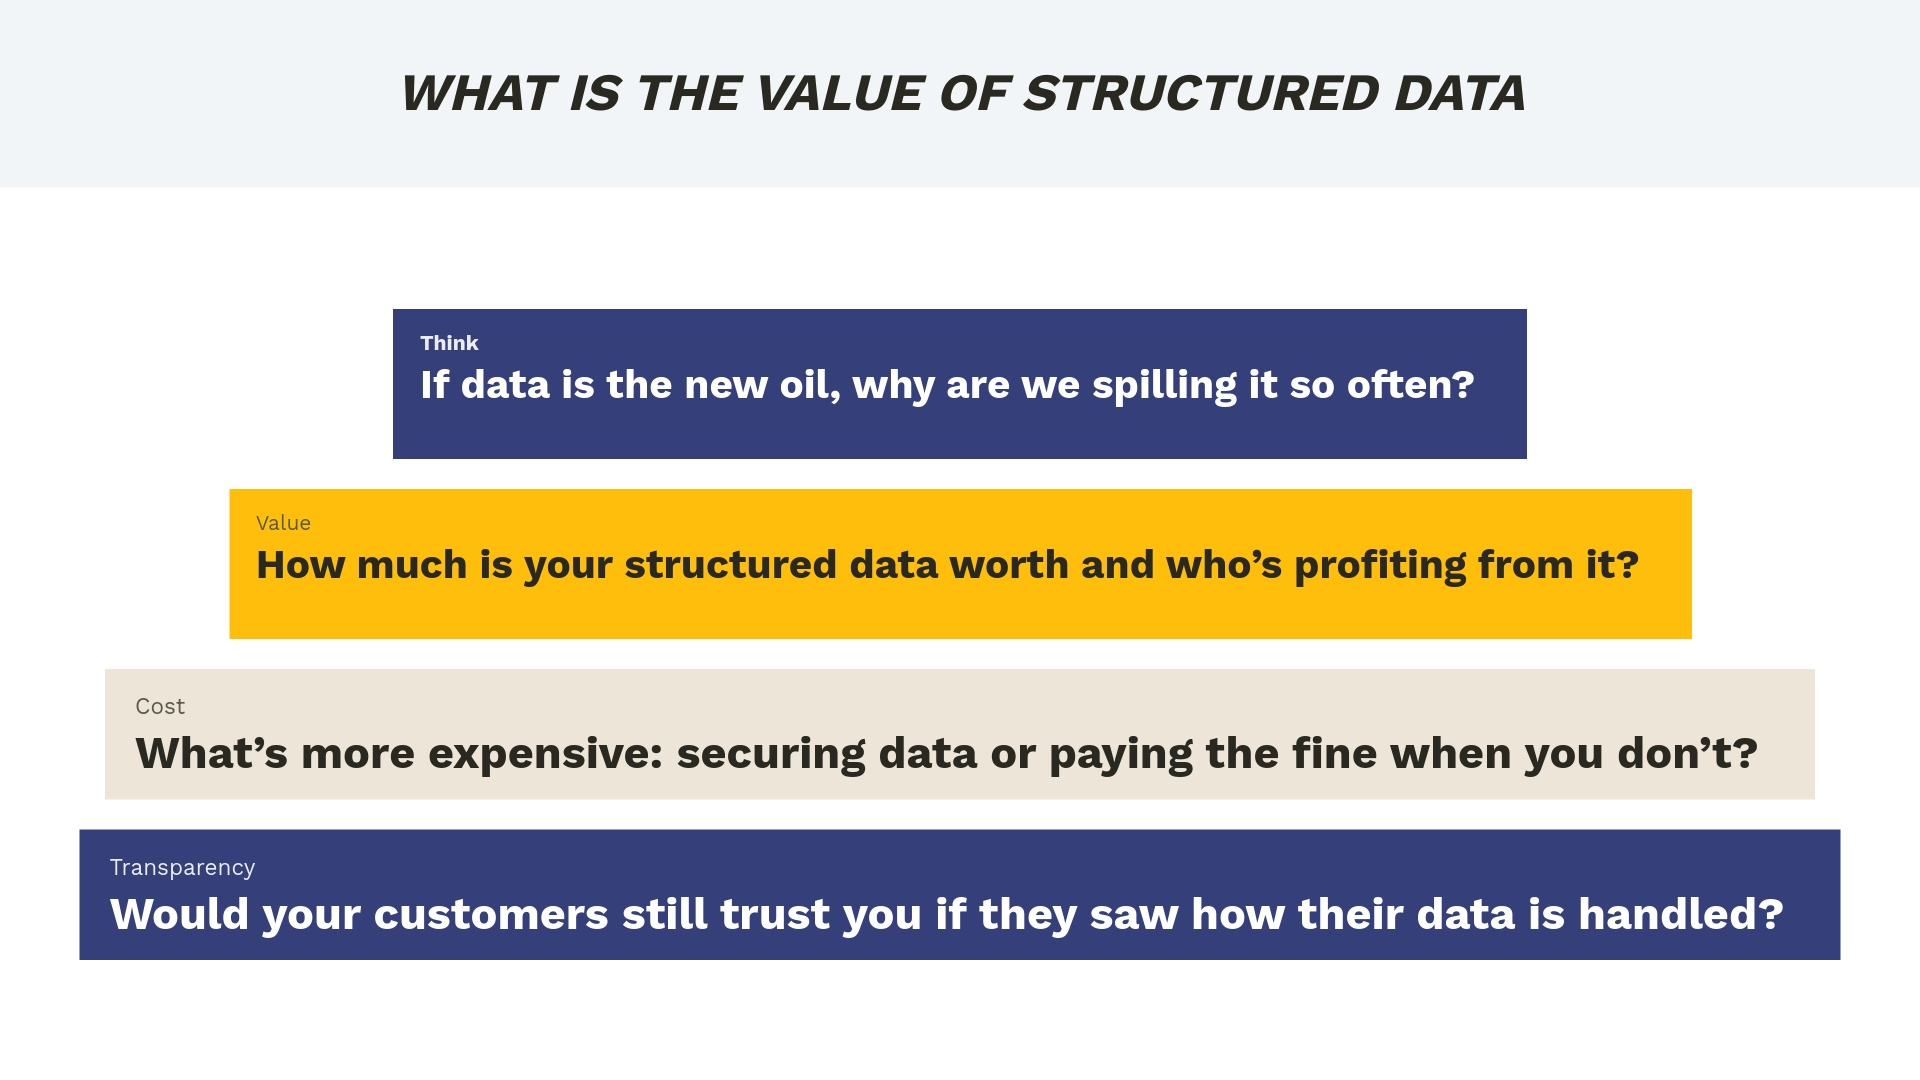 WHAT IS THE VALUE OF STRUCTURED DATA
Think
If data is the new oil, why are we spilling it so often?
Value
How much is your structured data worth and who’s profiting from it?
Cost
What’s more expensive: securing data or paying the fine when you don’t?
Transparency
Would your customers still trust you if they saw how their data is handled?